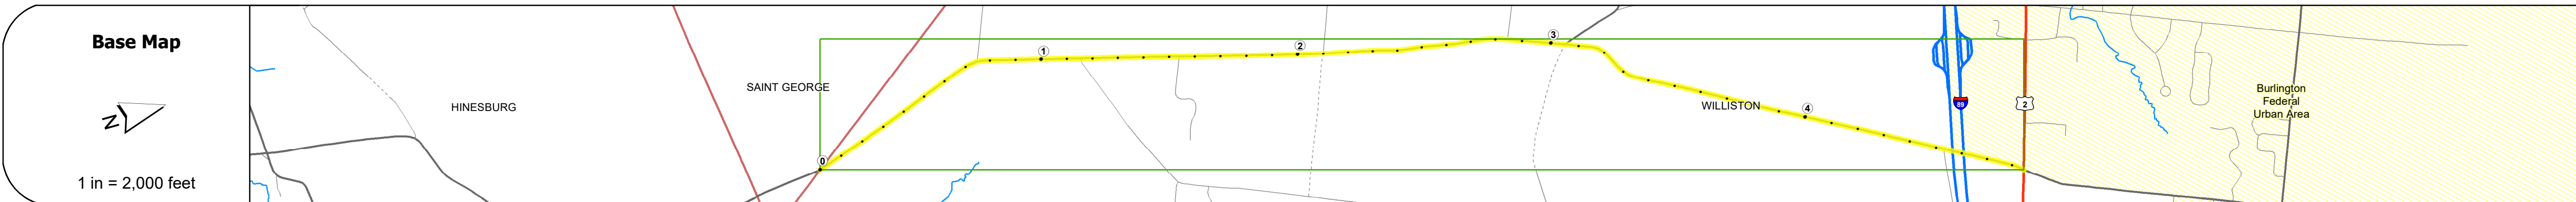 Base Map
N
1 in = 2,000 feet
HINESBURG
SAINT GEORGE
0
1
2
3
WILLISTON
4
89
2
Burlington
Federal
Urban Area